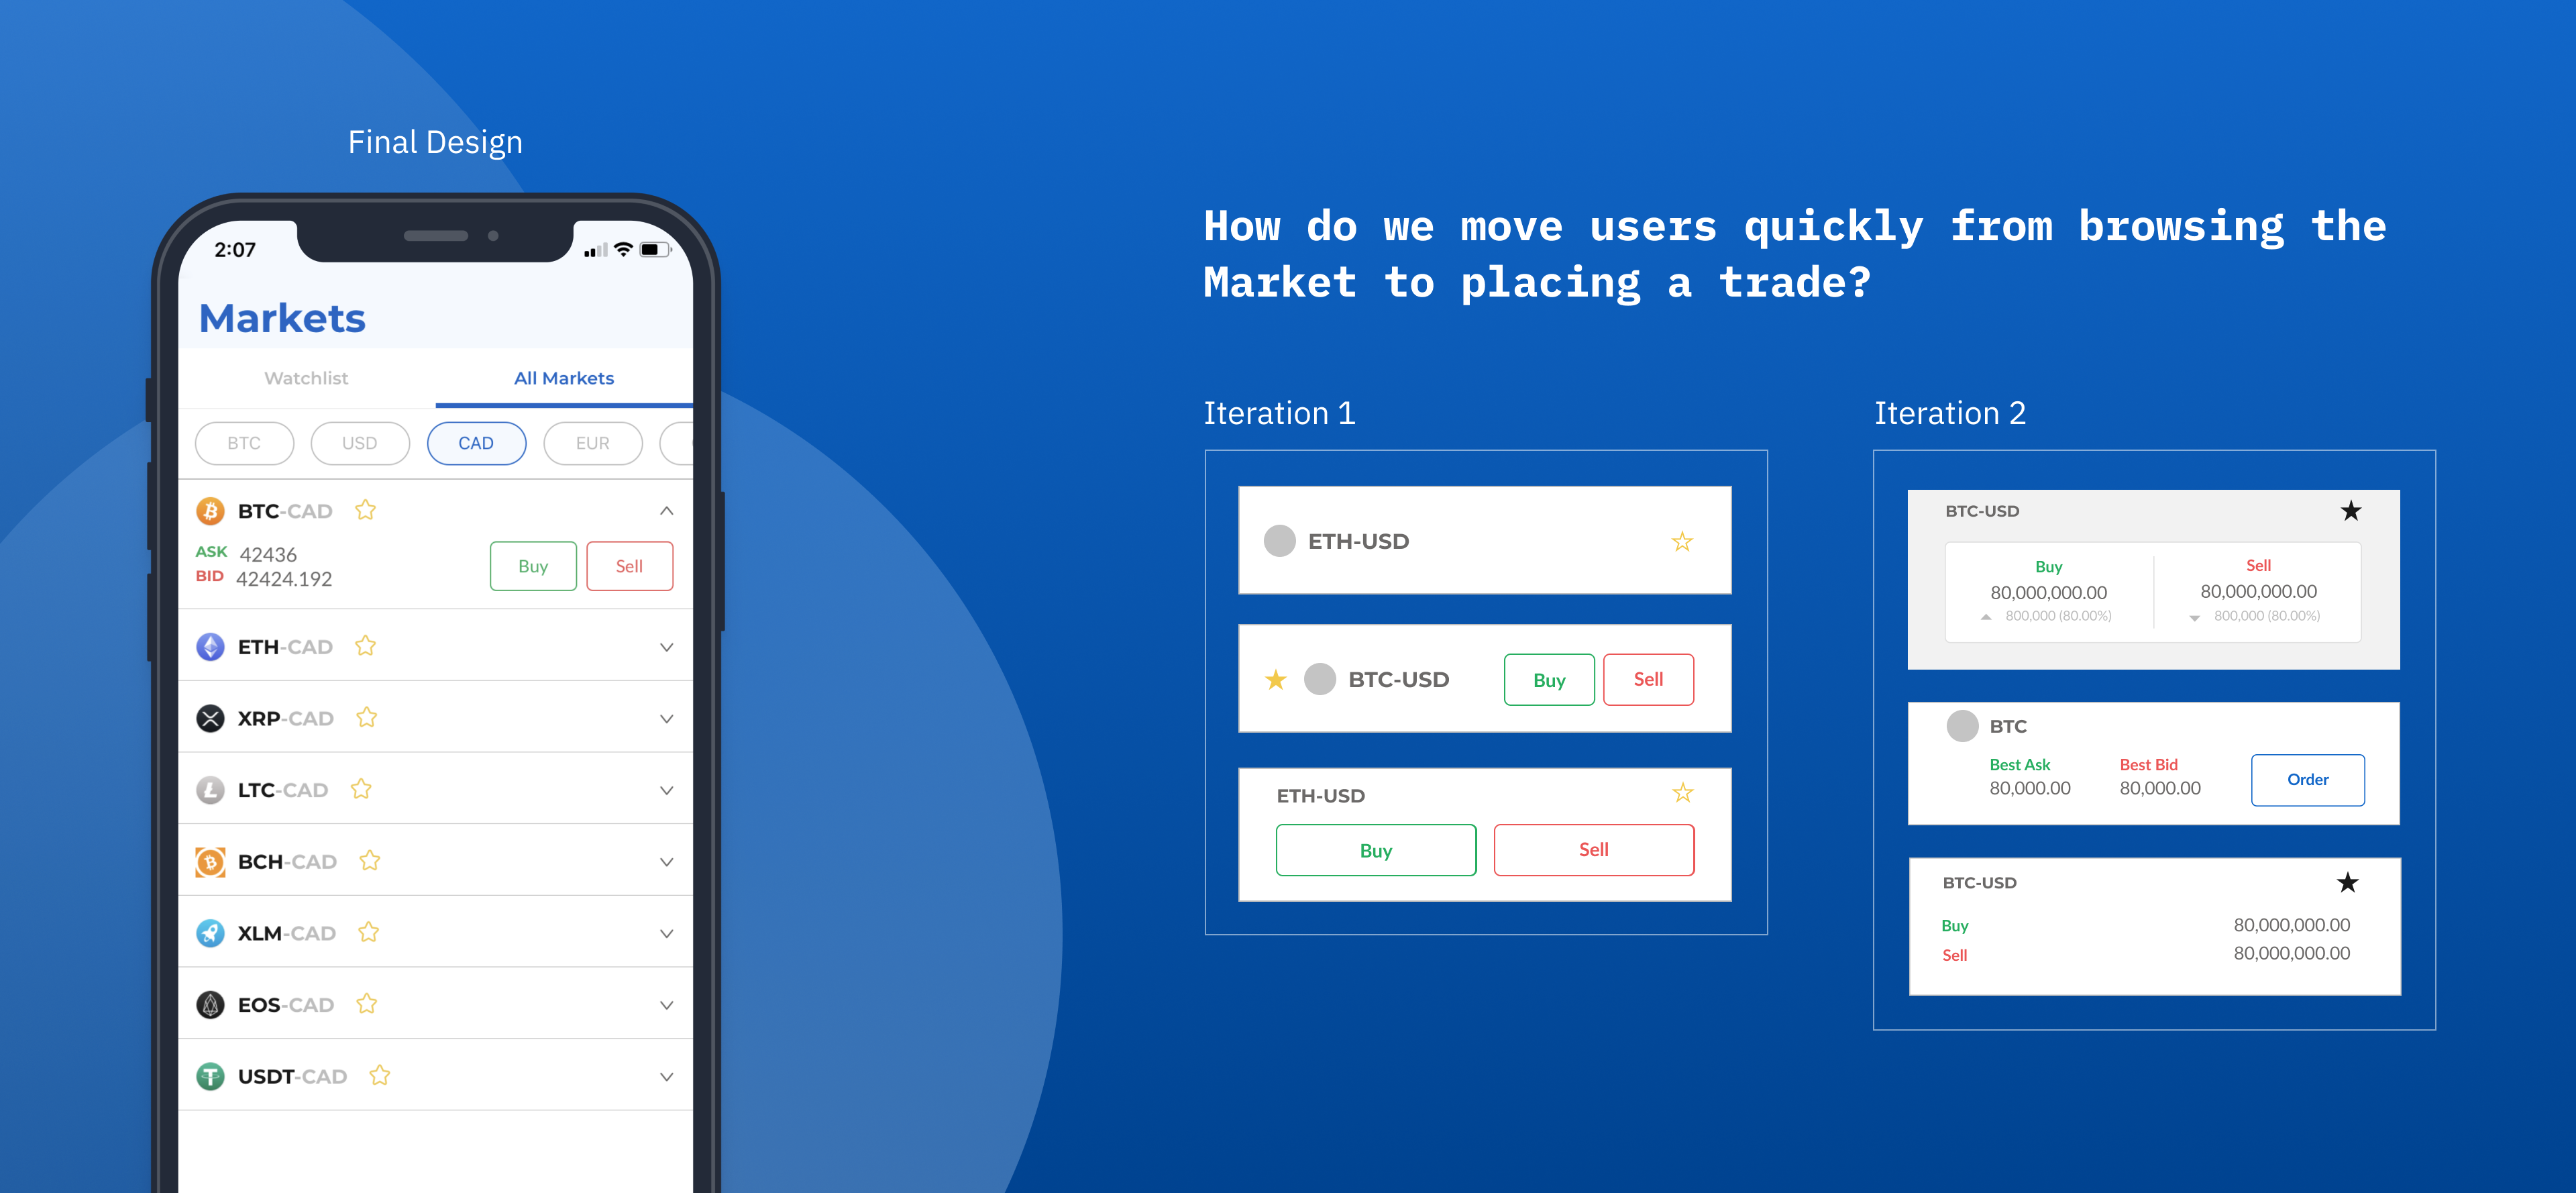 Final Design
2:07
Markets
Watchlist
All Markets
BTC
USD
CAD
EUR
BTC-CAD
ASK 42436
BID 42424.192
Buy
Sell
ETH-CAD
XRP-CAD
LTC-CAD
BCH-CAD
XLM-CAD
EOS-CAD
USDT-CAD
How do we move users quickly from browsing the
Market to placing a trade?
Iteration 1
ETH-USD
BTC-USD
Buy
Sell
ETH-USD
Buy
Sell
Iteration 2
BTC-USD
Buy
80,000,000.00
800,000 (80.00%)
Sell
80,000,000.00
800,000 (80.00%)
BTC
Best Ask
80,000.00
Best Bid
80,000.00
Order
BTC-USD
Buy 80,000,000.00
Sell 80,000,000.00